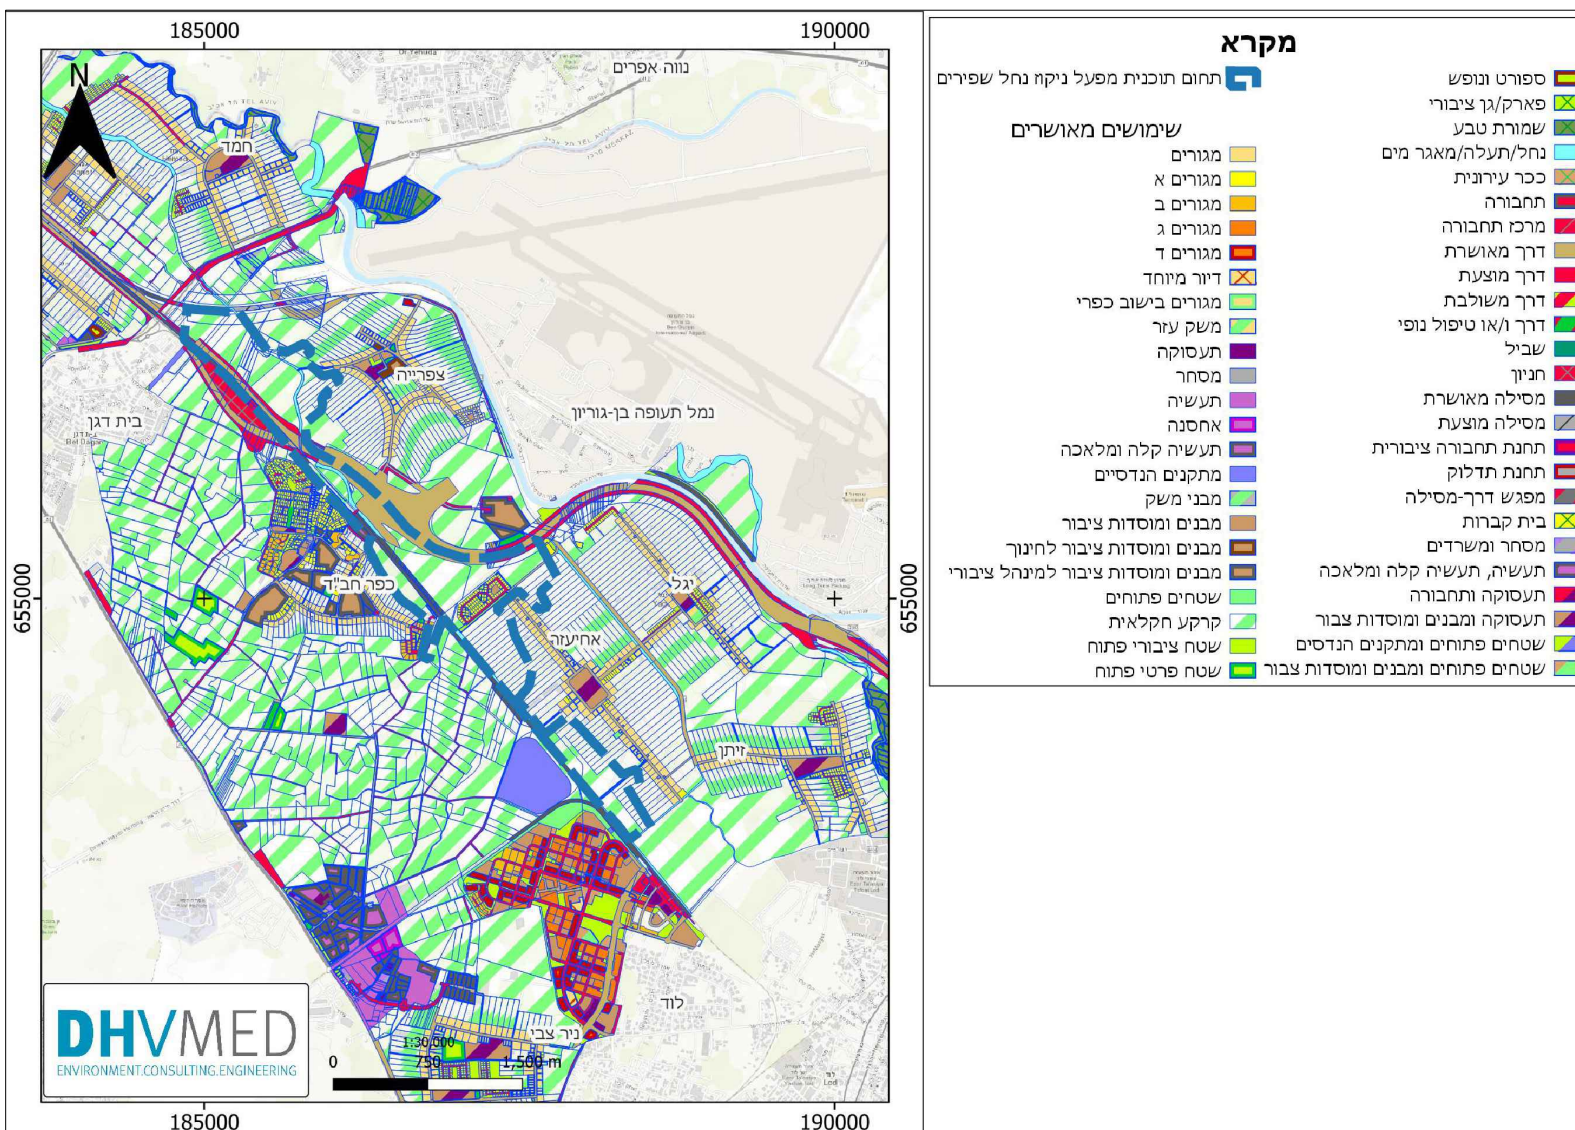 185000
190000
מקרא
תחום תוכנית מפעל ניקוז נחל שפירים
שימושים מאושרים
מגורים
מגורים א
מגורים ב
מגורים ג
מגורים ד
דיור מיוחד
מגורים בישוב כפרי
משק עזר
תעסוקה
מסחר
תעשיה
אחסנה
תעשיה קלה ומלאכה
מתקנים הנדסיים
מבני משק
מבנים ומוסדות ציבור
מבנים ומוסדות ציבור לחינוך
מבנים ומוסדות ציבור למינהל ציבורי
שטחים פתוחים
קרקע חקלאית
שטח ציבורי פתוח
שטח פרטי פתוח
ספורט ונופש
פארק/גן ציבורי
שמורת טבע
נחל/תעלה/מאגר מים
ככר עירונית
תחבורה
מרכז תחבורה
דרך מאושרת
דרך מוצעת
דרך משולבת
דרך ו/או טיפול נופי
שביל
חניון
מסילה מאושרת
מסילה מוצעת
תחנת תחבורה ציבורית
תחנת תדלוק
מפגש דרך-מסילה
בית קברות
מסחר ומשרדים
תעשיה, תעשיה קלה ומלאכה
תעסוקה ותחבורה
תעסוקה ומבנים ומוסדות צבור
שטחים פתוחים ומתקנים הנדסים
שטחים פתוחים ומבנים ומוסדות צבור
N
נווה אפרים
חמד
צפרייה
נמל תעופה בן-גוריון
בית דגן
כפר חב"ד
יגל
אחיעזה
זיתן
לוד
ניר צבי
655000
655000
DHVMED
ENVIRONMENT.CONSULTING.ENGINEERING
1:30,000
0 750 1,500 m
185000
190000